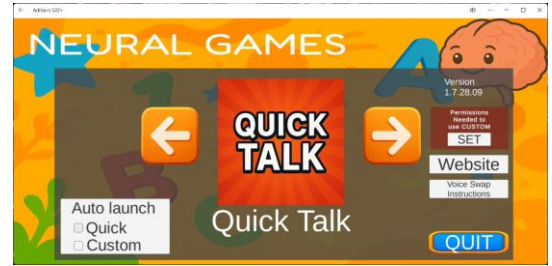 Adrian's S22+
NEURAL GAMES
A
B
Version
1.7.28.09
Permissions
Needed to
use CUSTOM
SET
QUICK
TALK
Website
Voice Swap
Instructions
Auto launch
Quick
Custom
Quick Talk
QUIT